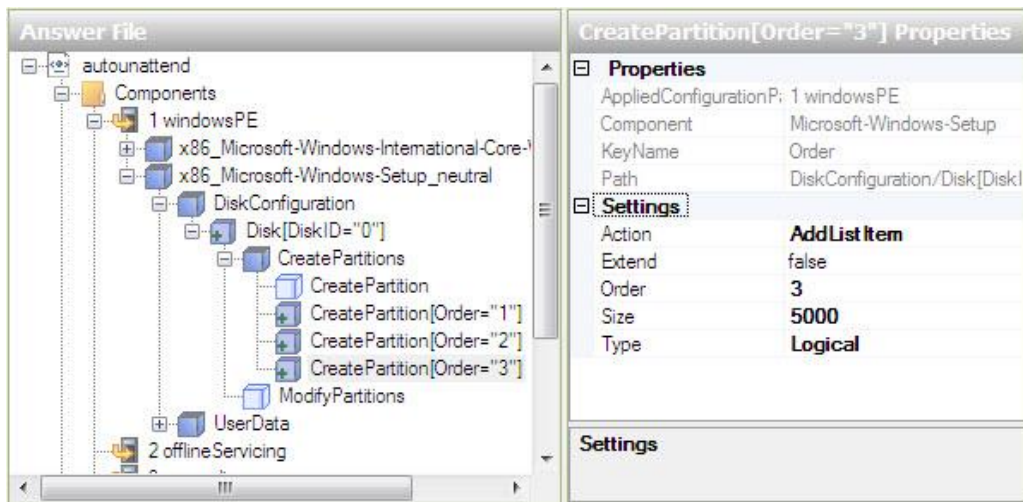 Answer File
autounattend
Components
1 windowsPE
x86_Microsoft-Windows-International-Core-
x86_Microsoft-Windows-Setup_neutral
DiskConfiguration
Disk[DiskID="0"]
CreatePartitions
CreatePartition
CreatePartition[Order="1"]
CreatePartition[Order="2"]
CreatePartition[Order="3"]
ModifyPartitions
UserData
2 offlineServicing
CreatePartition[Order="3"] Properties
Properties
AppliedConfigurationPa 1 windowsPE
Component Microsoft-Windows-Setup
KeyName Order
Path DiskConfiguration/Disk[DiskI
Settings
Action AddListItem
Extend false
Order 3
Size 5000
Type Logical
Settings